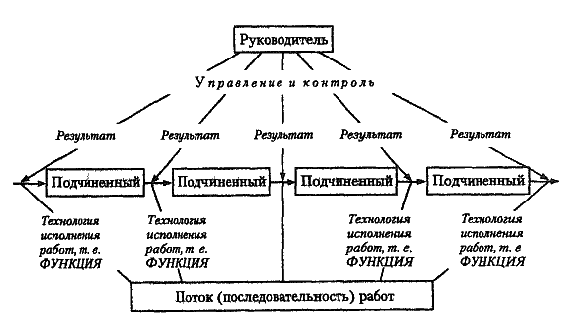 Руководитель
Управление и контроль
Результат Результат Результат Результат Результат
Подчиненный Подчиненный Подчиненный Подчиненный
Технология Технология Технология Технология
исполнения исполнения исполнения исполнения
работ, т. е. работ, т е. работ, т. е. работ, т. е
ФУНКЦИЯ ФУНКЦИЯ ФУНКЦИЯ ФУНКЦИЯ
Поток (последовательность) работ